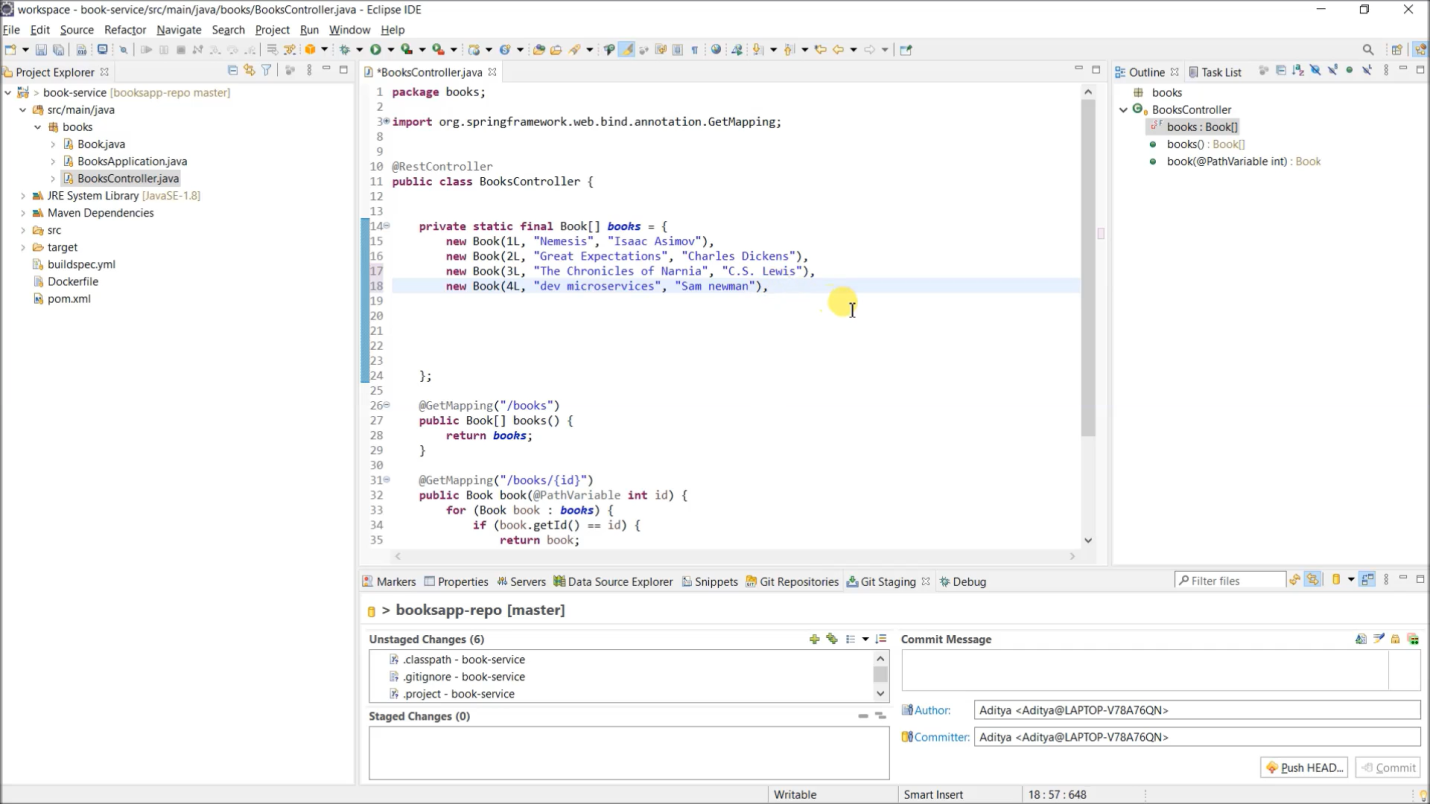 workspace - book-service/src/main/java/books/BooksController.java - Eclipse IDE
File Edit Source Refactor Navigate Search Project Run Window Help
Project Explorer
> book-service [booksapp-repo master]
src/main/java
books
Book.java
BooksApplication.java
BooksController.java
JRE System Library [JavaSE-1.8]
Maven Dependencies
src
target
buildspec.yml
Dockerfile
pom.xml
*BooksController.java
1 package books;
2
3 import org.springframework.web.bind.annotation.GetMapping;
8
9
10 @RestController
11 public class BooksController {
12
13
14 private static final Book[] books = {
15 new Book(1L, "Nemesis", "Isaac Asimov"),
16 new Book(2L, "Great Expectations", "Charles Dickens"),
17 new Book(3L, "The Chronicles of Narnia", "C.S. Lewis"),
18 new Book(4L, "dev microservices", "Sam newman"),
19
20
21
22
23
24 };
25
26 @GetMapping("/books")
27 public Book[] books() {
28 return books;
29 }
30
31 @GetMapping("/books/{id}")
32 public Book book(@PathVariable int id) {
33 for (Book book : books) {
34 if (book.getId() == id) {
35 return book;
Outline Task List
books
BooksController
books : Book[]
books() : Book[]
book(@PathVariable int) : Book
Markers Properties Servers Data Source Explorer Snippets Git Repositories Git Staging Debug
Filter files
> booksapp-repo [master]
Unstaged Changes (6)
.classpath - book-service
.gitignore - book-service
.project - book-service
Staged Changes (0)
Commit Message
Author: Aditya <Aditya@LAPTOP-V78A76QN>
Committer: Aditya <Aditya@LAPTOP-V78A76QN>
Push HEAD... Commit
Writable Smart Insert 18 : 57 : 648